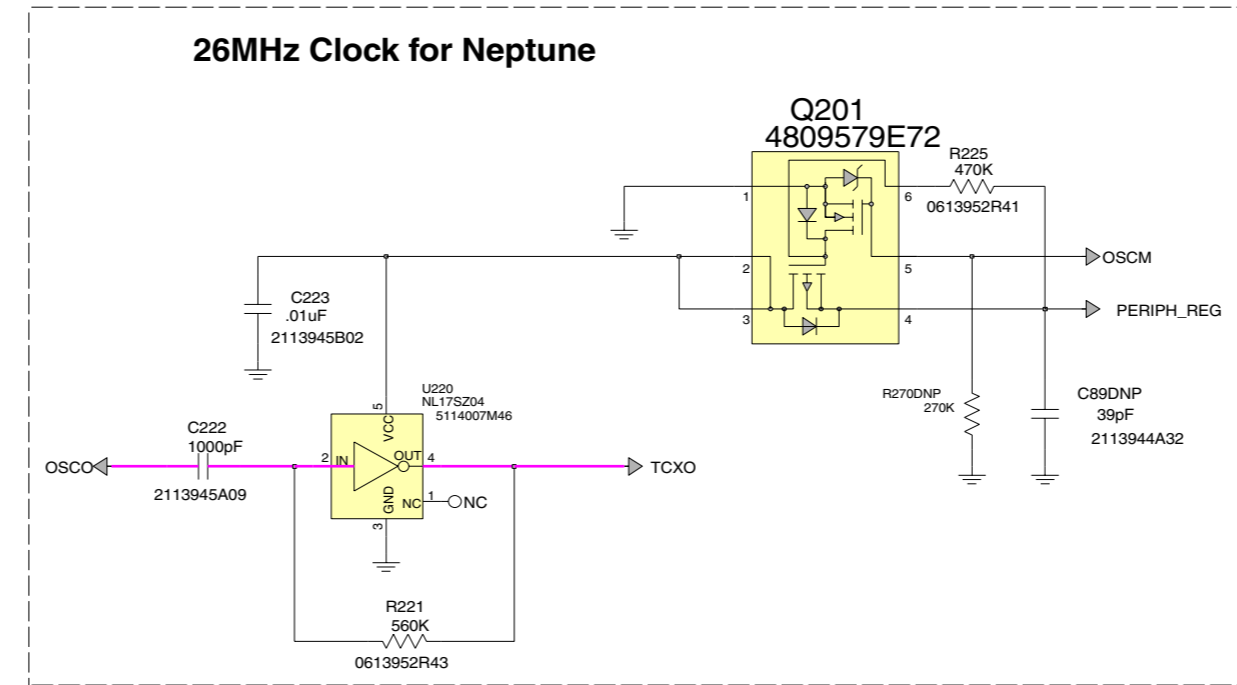 26MHz Clock for Neptune
Q201
4809579E72
R225
470K
0613952R41
1
6
2
5
OSCM
3
4
PERIPH_REG
C223
.01uF
2113945B02
R270DNP
270K
C89DNP
39pF
2113944A32
U220
NL17SZ04
5114007M46
5
VCC
C222
1000pF
2113945A09
OSCO
2
IN
OUT
4
TCXO
GND
NC
1
NC
3
R221
560K
0613952R43